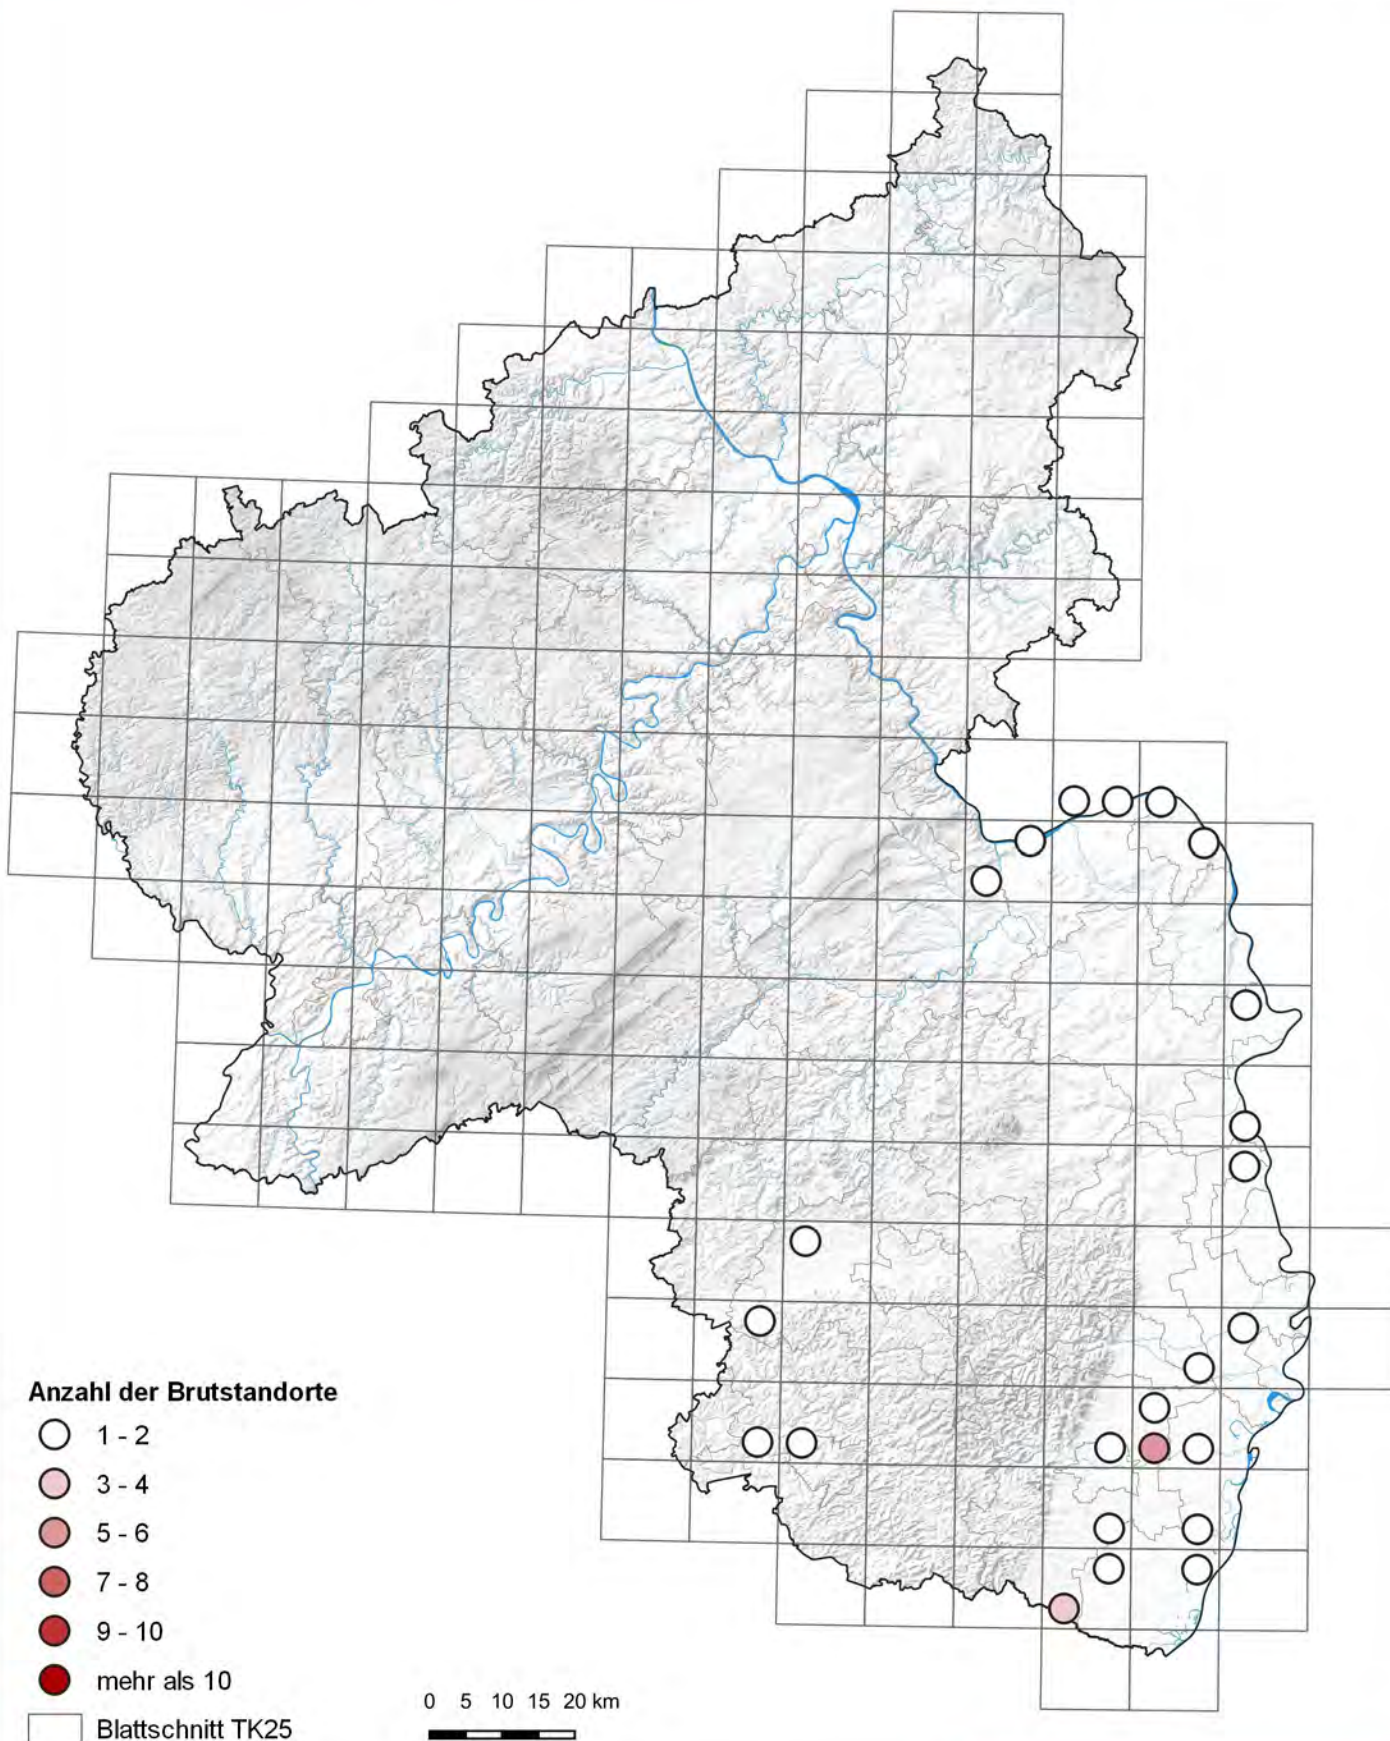 Anzahl der Brutstandorte
1 - 2
3 - 4
5 - 6
7 - 8
9 - 10
mehr als 10
Blattschnitt TK25
0 5 10 15 20 km